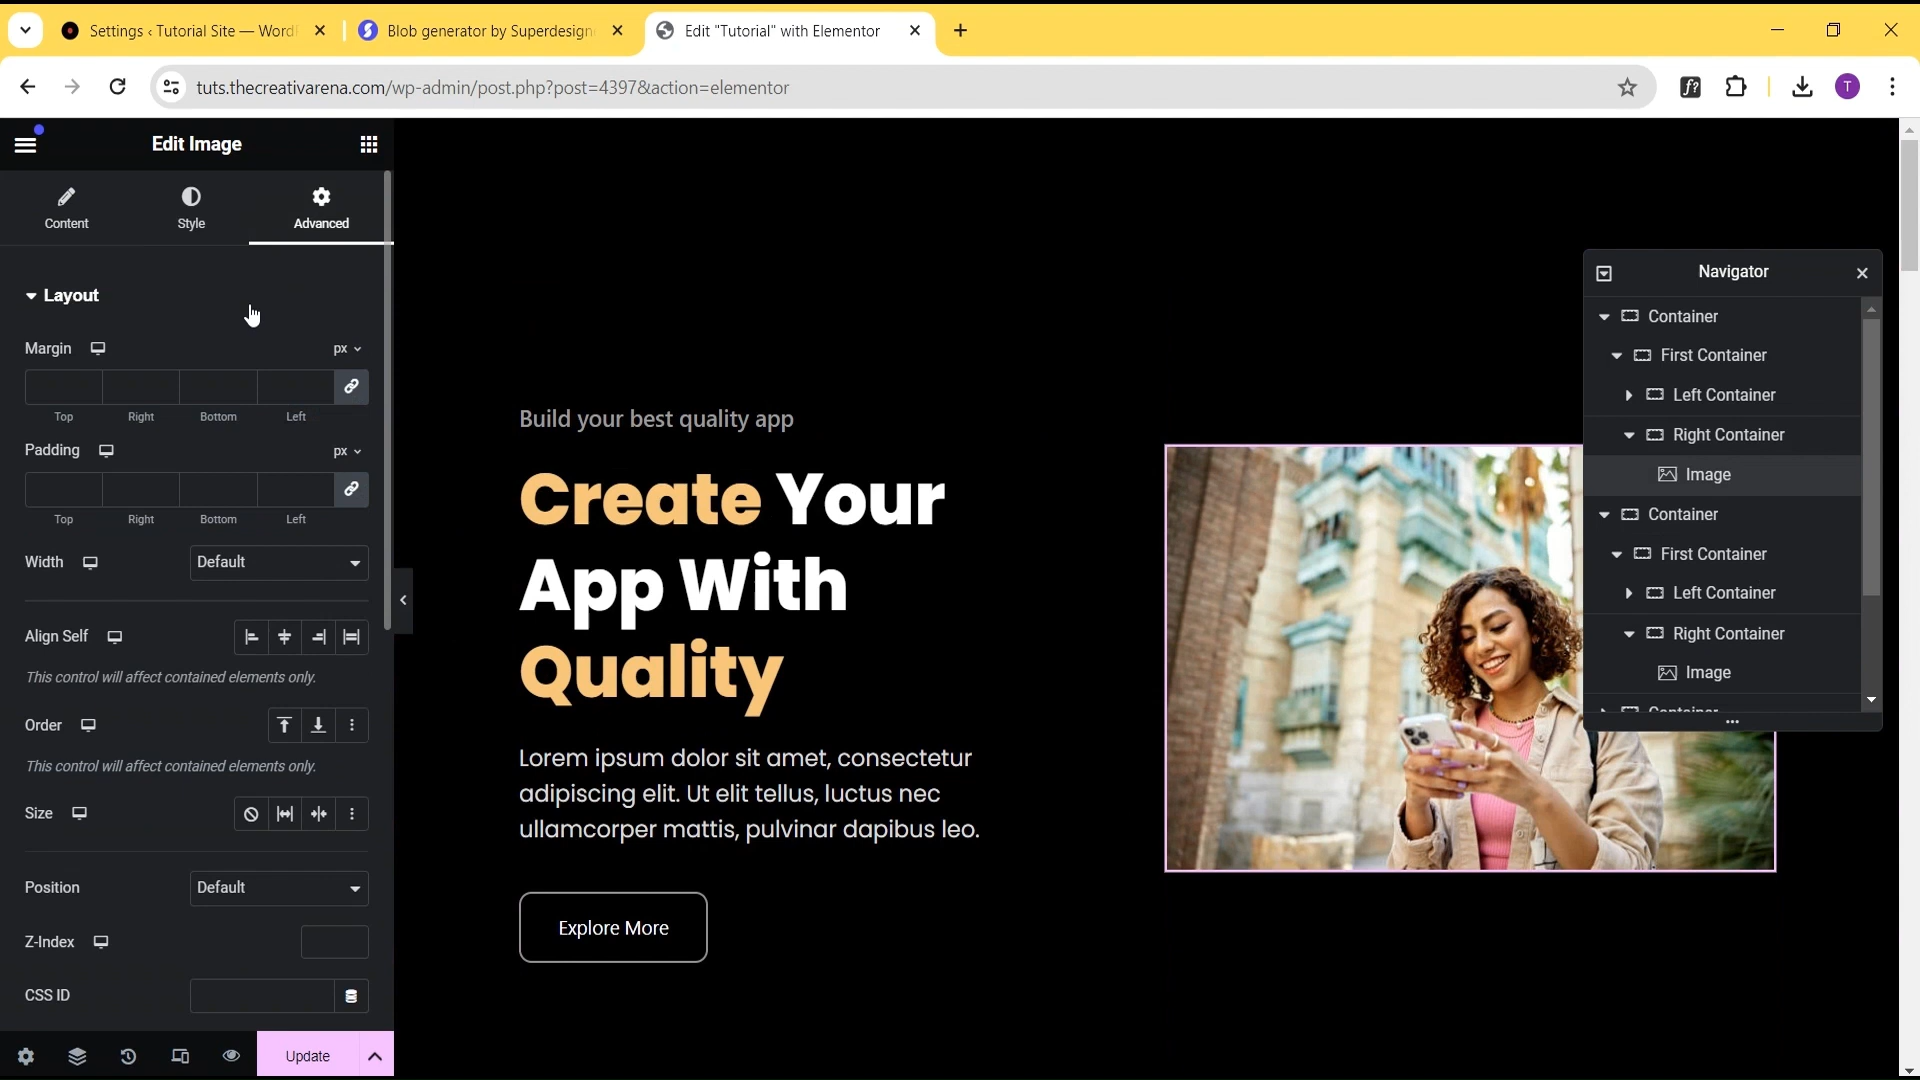 Settings ‹ Tutorial Site — Word
Blob generator by Superdesign
Edit "Tutorial" with Elementor
tuts.thecreativarena.com/wp-admin/post.php?post=4397&action=elementor
f?
T
Edit Image
Content
Style
Advanced
Layout
Margin
px
Top
Right
Bottom
Left
Padding
px
Top
Right
Bottom
Left
Width
Default
Align Self
This control will affect contained elements only.
Order
This control will affect contained elements only.
Size
Position
Default
Z-Index
CSS ID
Update
Build your best quality app
Create Your
App With
Quality
Lorem ipsum dolor sit amet, consectetur
adipiscing elit. Ut elit tellus, luctus nec
ullamcorper mattis, pulvinar dapibus leo.
Explore More
Navigator
Container
First Container
Left Container
Right Container
Image
Container
First Container
Left Container
Right Container
Image
Container